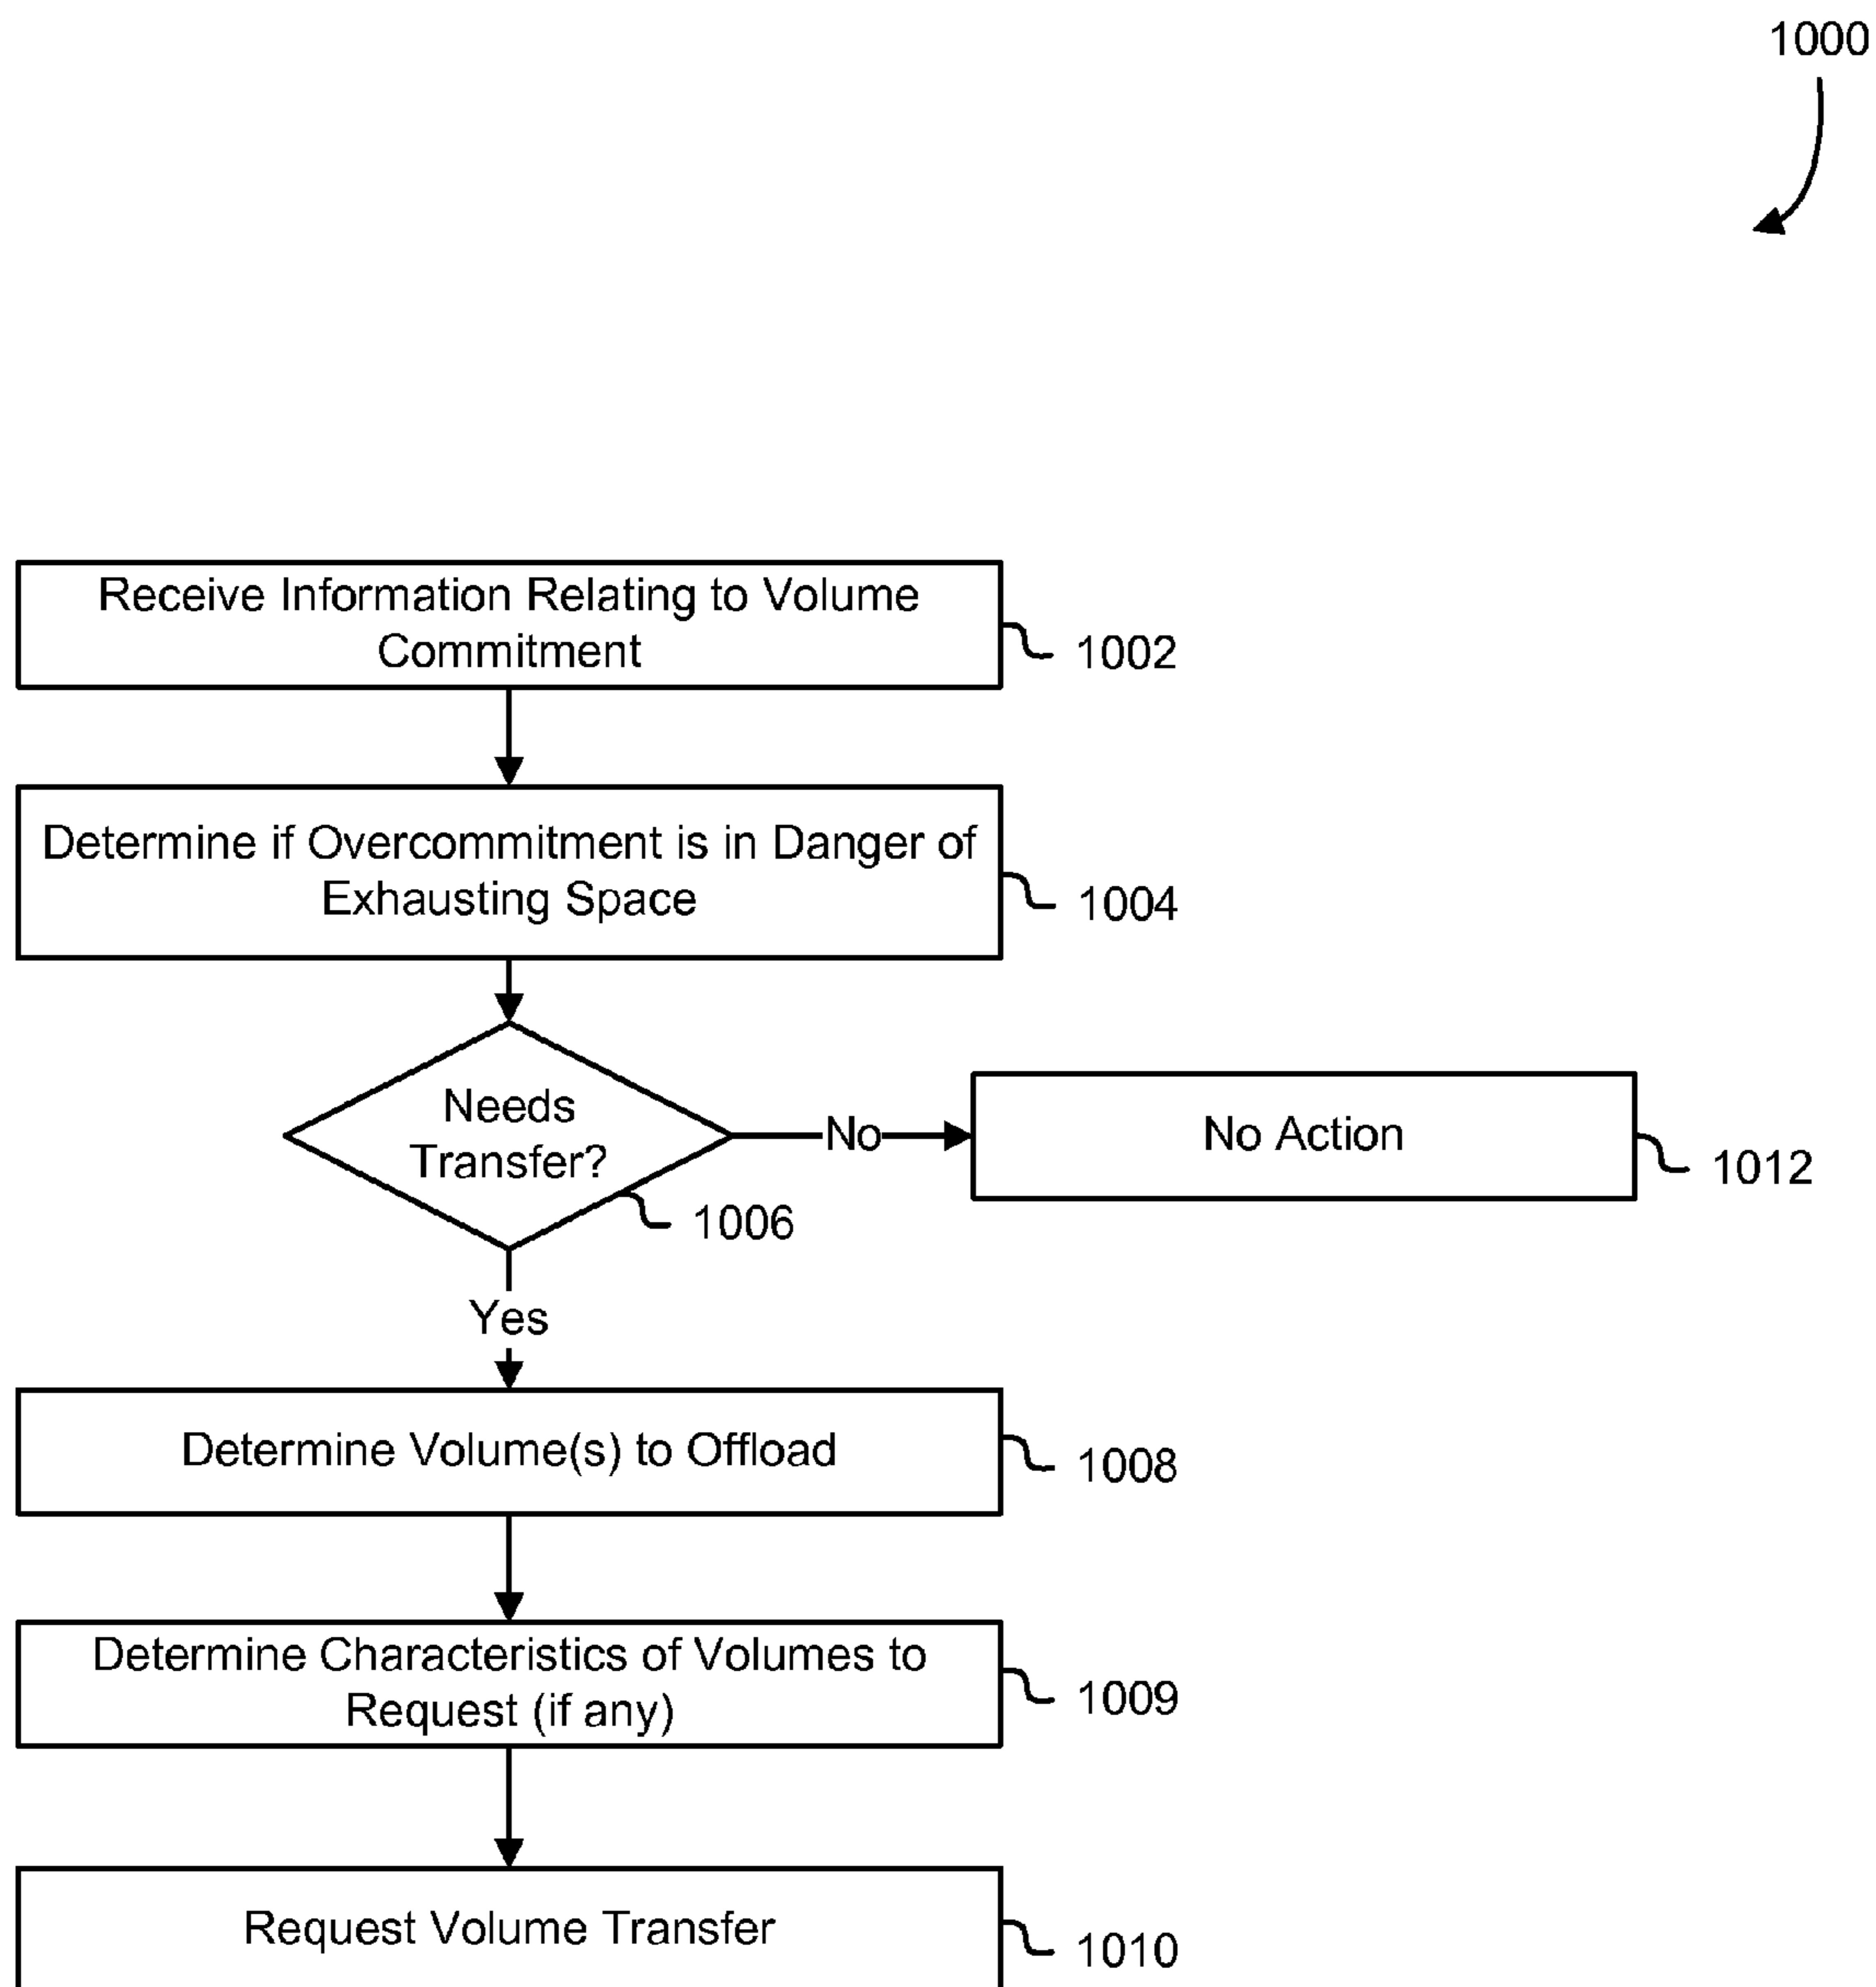 1000
Receive Information Relating to Volume
Commitment
1002
Determine if Overcommitment is in Danger of
Exhausting Space
1004
Needs
Transfer?
No
No Action
1012
1006
Yes
Determine Volume(s) to Offload
1008
Determine Characteristics of Volumes to
Request (if any)
1009
Request Volume Transfer
1010